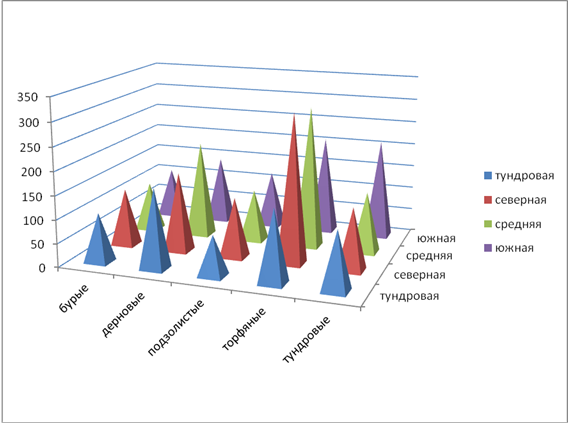 350
300
250
200
150
100
50
0
бурые
дерновые
подзолистые
торфяные
тундровые
южная
средняя
северная
тундровая
тундровая
северная
средняя
южная